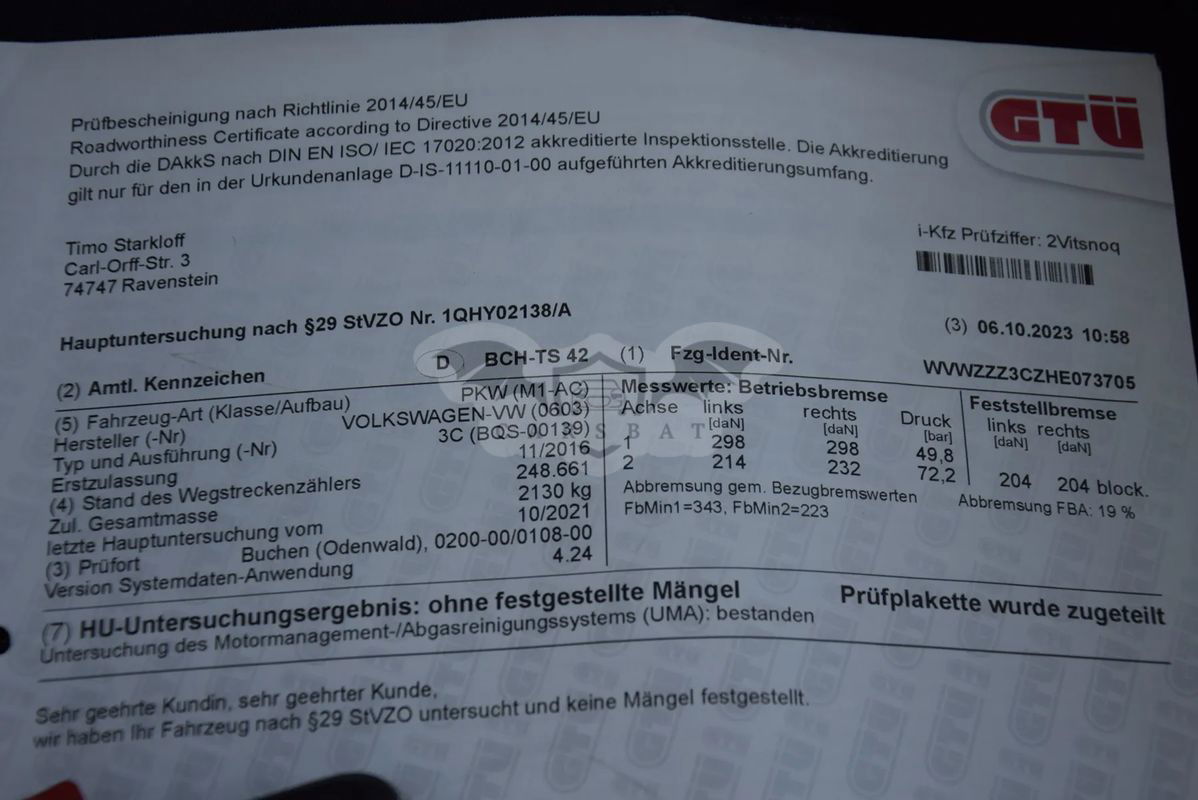 GTÜ
Prüfbescheinigung nach Richtlinie 2014/45/EU
Roadworthiness Certificate according to Directive 2014/45/EU
Durch die DAkkS nach DIN EN ISO/ IEC 17020:2012 akkreditierte Inspektionsstelle. Die Akkreditierung
gilt nur für den in der Urkundenanlage D-IS-11110-01-00 aufgeführten Akkreditierungsumfang.
Timo Starkloff
Carl-Orff-Str. 3
74747 Ravenstein
i-Kfz Prüfziffer: 2Vitsnoq
Hauptuntersuchung nach §29 StVZO Nr. 1QHY02138/A
(3) 06.10.2023 10:58
(2) Amtl. Kennzeichen D BCH-TS 42
(1) Fzg-Ident-Nr. WVWZZZ3CZHE073705
(5) Fahrzeug-Art (Klasse/Aufbau) PKW (M1-AC)
Hersteller (-Nr) VOLKSWAGEN-VW (0603)
Typ und Ausführung (-Nr) 3C (BQS-00139)
Erstzulassung 11/2016
(4) Stand des Wegstreckenzählers 248.661
Zul. Gesamtmasse 2130 kg
letzte Hauptuntersuchung vom 10/2021
(3) Prüfort Buchen (Odenwald), 0200-00/0108-00
Version Systemdaten-Anwendung 4.24
Messwerte: Betriebsbremse
Achse links rechts Druck
[daN] [daN] [bar]
1 298 298 49,8
2 214 232 72,2
Abbremsung gem. Bezugbremswerten
FbMin1=343, FbMin2=223
Feststellbremse
links rechts
[daN] [daN]
204 204 block.
Abbremsung FBA: 19 %
(7) HU-Untersuchungsergebnis: ohne festgestellte Mängel Prüfplakette wurde zugeteilt
Untersuchung des Motormanagement-/Abgasreinigungssystems (UMA): bestanden
Sehr geehrte Kundin, sehr geehrter Kunde,
wir haben Ihr Fahrzeug nach §29 StVZO untersucht und keine Mängel festgestellt.